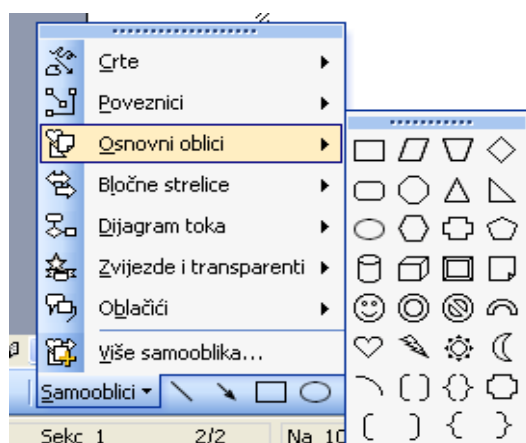 Crte
Poveznici
Osnovni oblici
Bločne strelice
Dijagram toka
Zvijezde i transparenti
Oblačići
Više samooblika...
Samooblici
Sekc 1 2/2 Na 10